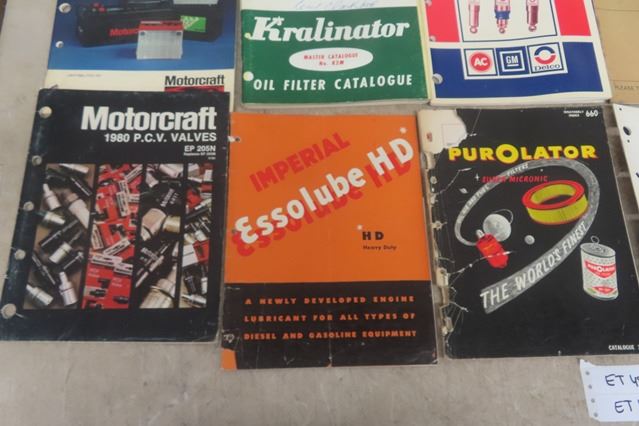 Motorcraft
Kralinator
MASTER CATALOGUE
No. 82M
OIL FILTER CATALOGUE
AC
GM
Delco
Motorcraft
1980 P.C.V. VALVES
EP 205N
IMPERIAL
Essolube HD
HD
Heavy Duty
A NEWLY DEVELOPED ENGINE
LUBRICANT FOR ALL TYPES OF
DIESEL AND GASOLINE EQUIPMENT
660
PUROLATOR
MICRONIC
FILTERS
THE WORLD'S FINEST
PUROLATOR
CATALOGUE
ET
ET